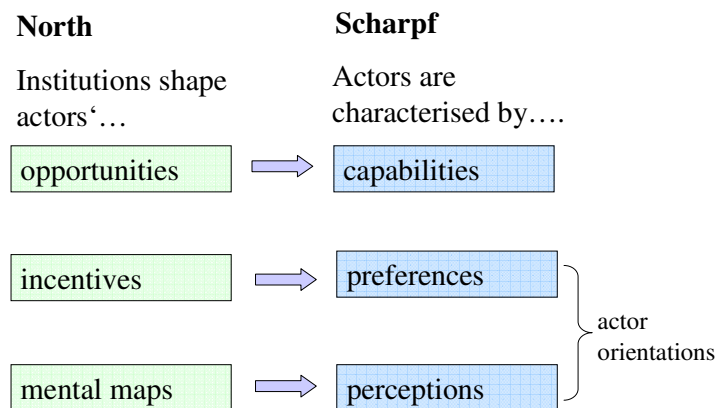 North
Scharpf
Institutions shape
actors‘…
Actors are
characterised by….
opportunities
capabilities
incentives
preferences
actor
orientations
mental maps
perceptions